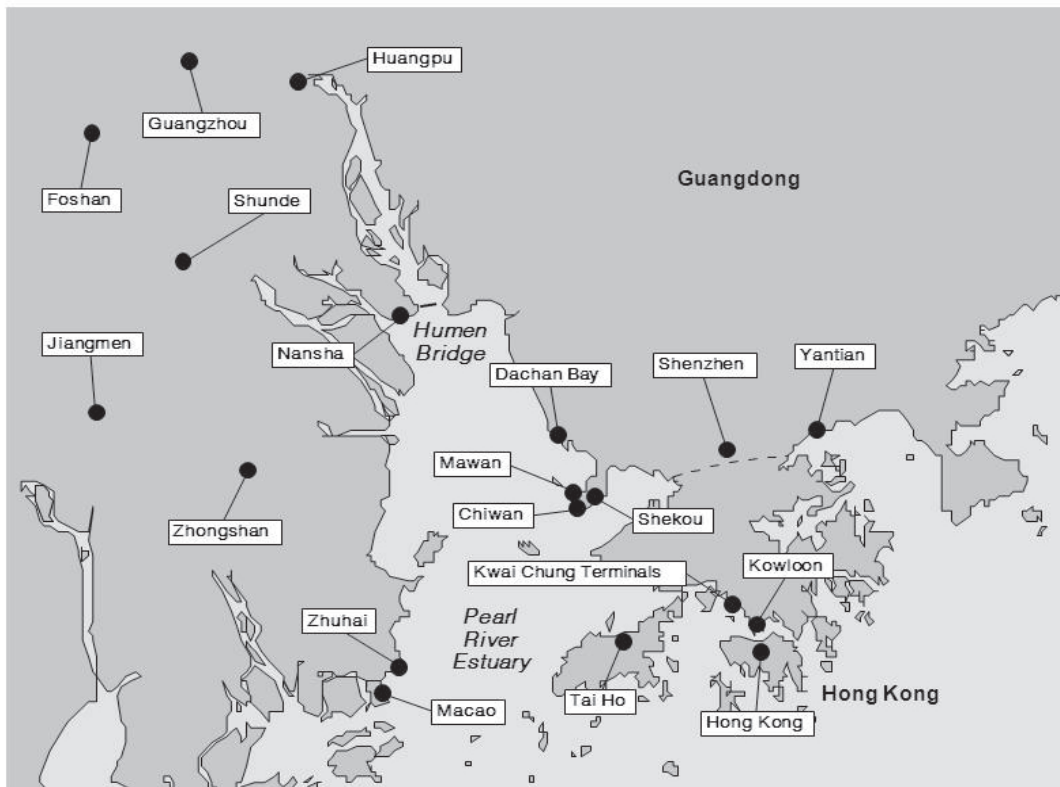 Huangpu
Guangzhou
Guangdong
Foshan
Shunde
Humen
Bridge
Jiangmen
Nansha
Dachan Bay
Shenzhen
Yantian
Mawan
Chiwan
Shekou
Zhongshan
Kwai Chung Terminals
Kowloon
Zhuhai
Pearl
River
Estuary
Tai Ho
Hong Kong
Macao
Hong Kong